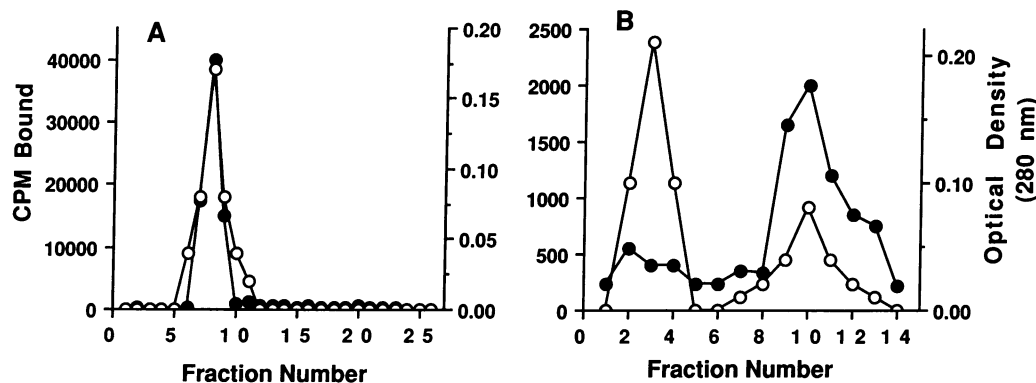 A
CPM Bound
40000
30000
20000
10000
0
0.20
0.15
0.10
0.05
0.00
0 5 10 15 20 25
Fraction Number
B
2500
2000
1500
1000
500
0
0.20
0.10
0.00
Optical Density
(280 nm)
0 2 4 6 8 10 12 14
Fraction Number